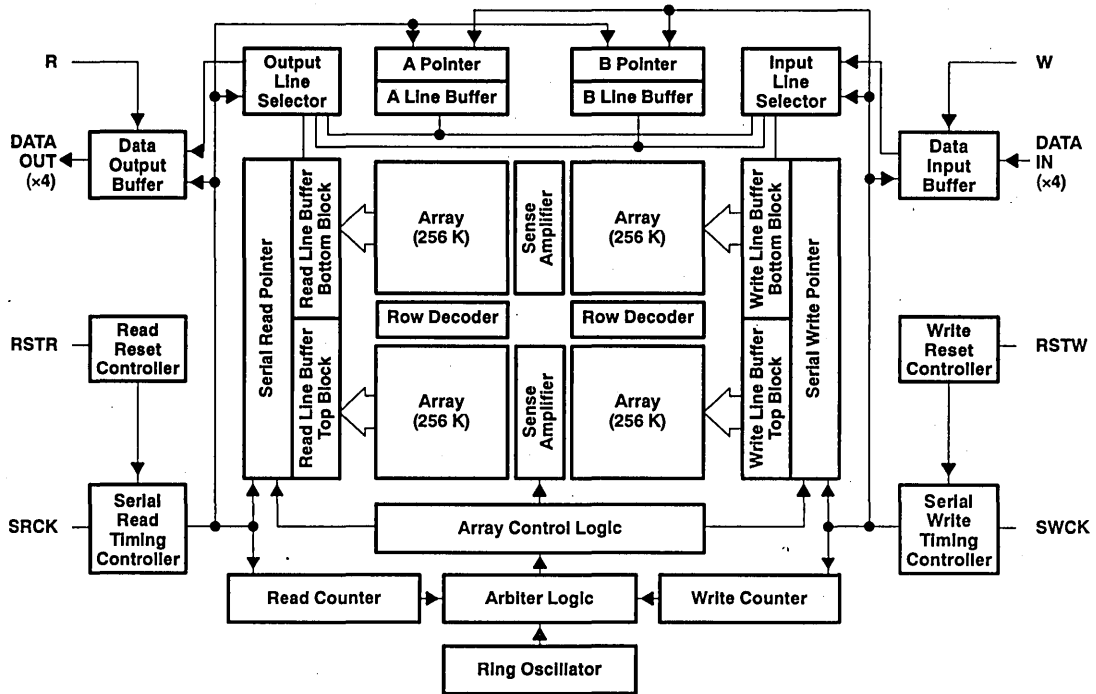 R
Output
Line
Selector
A Pointer
A Line Buffer
B Pointer
B Line Buffer
Input
Line
Selector
W
DATA
OUT
(×4)
Data
Output
Buffer
Data
Input
Buffer
DATA
IN
(×4)
Serial Read Pointer
Read Line Buffer
Bottom Block
Array
(256 K)
Sense
Amplifier
Array
(256 K)
Write Line Buffer
Bottom Block
Serial Write Pointer
Row Decoder
Row Decoder
RSTR
Read
Reset
Controller
Write
Reset
Controller
RSTW
Read Line Buffer
Top Block
Array
(256 K)
Sense
Amplifier
Array
(256 K)
Write Line Buffer
Top Block
SRCK
Serial
Read
Timing
Controller
Array Control Logic
Serial
Write
Timing
Controller
SWCK
Read Counter
Arbiter Logic
Write Counter
Ring Oscillator